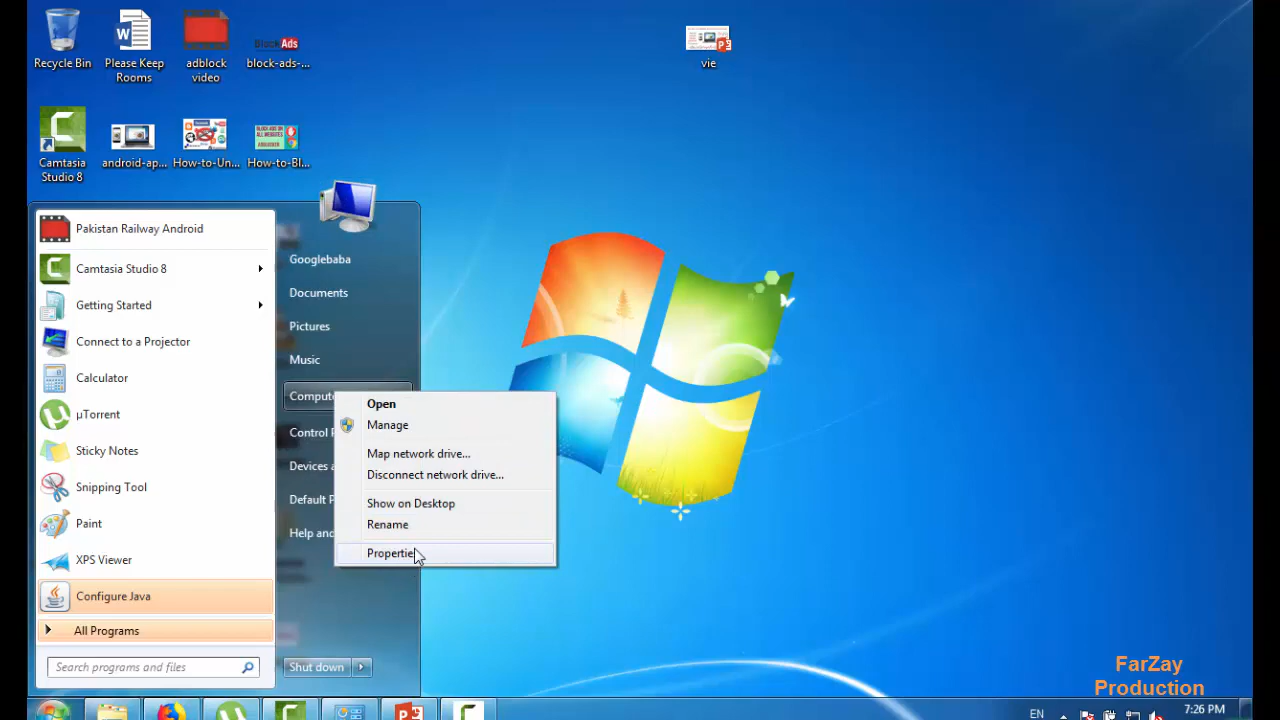 Recycle Bin
Please Keep Rooms
adblock video
Block Ads
block-ads-...
vie
Camtasia Studio 8
android-ap...
How-to-Un...
How-to-Bl...
Pakistan Railway Android
Camtasia Studio 8
Getting Started
Connect to a Projector
Calculator
µTorrent
Sticky Notes
Snipping Tool
Paint
XPS Viewer
Configure Java
All Programs
Search programs and files
Googlebaba
Documents
Pictures
Music
Help and
Shut down
Open
Manage
Map network drive...
Disconnect network drive...
Show on Desktop
Rename
Properties
FarZay
Production
EN
7:26 PM